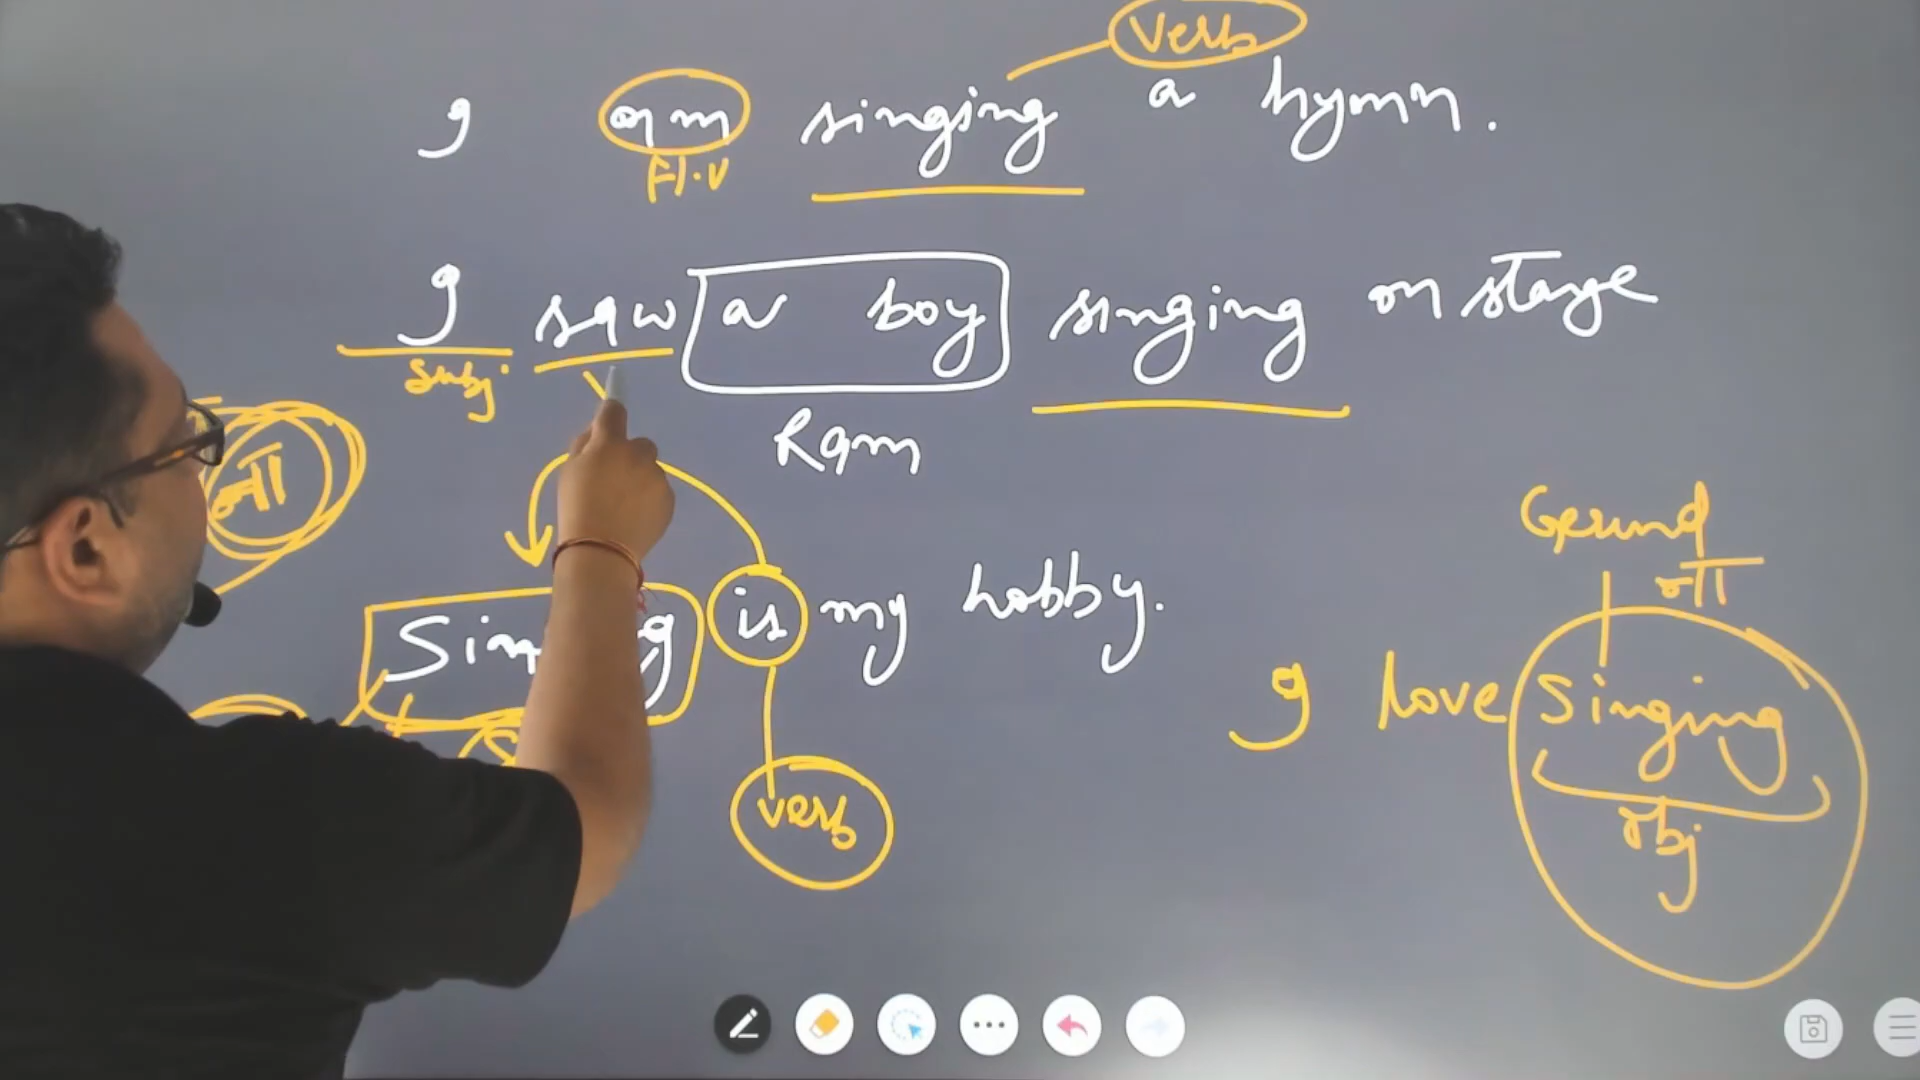 Verb
I am singing a hymn.
H.V
I saw a boy singing on stage
subj
Ram
ना
Gerund
ना
is my hobby.
I love singing
verb
obj